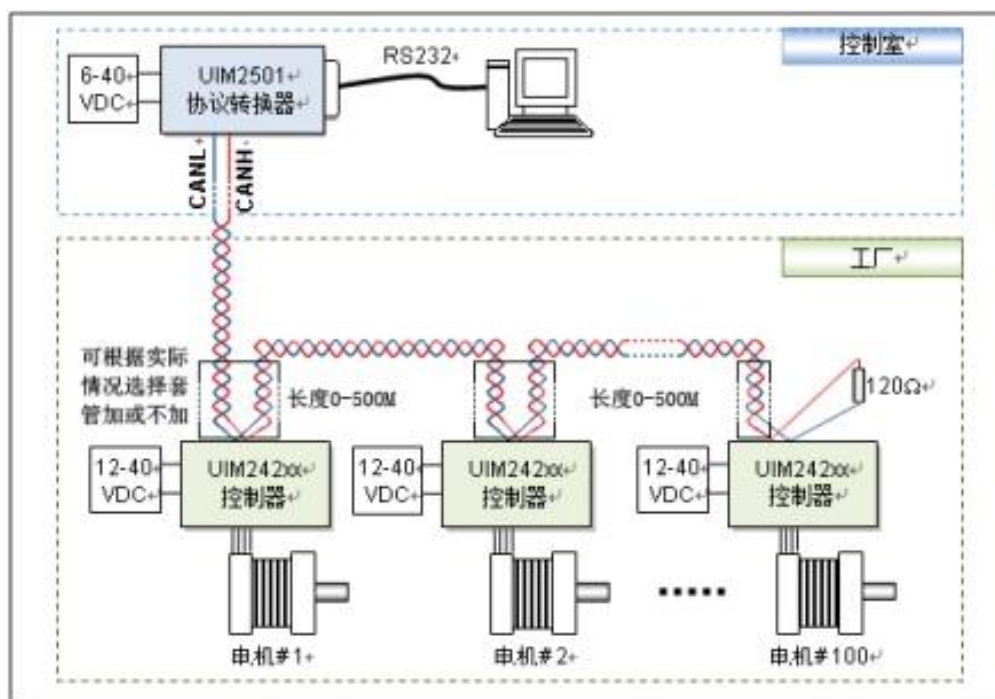 控制室
RS232
6-40
VDC
UIM2501
协议转换器
CANL
CANH
工厂
可根据实际
情况选择套
管加或不加
长度0-500M
长度0-500M
120Ω
12-40
VDC
UIM242xx
控制器
12-40
VDC
UIM242xx
控制器
12-40
VDC
UIM242xx
控制器
电机#1
电机#2
电机#100